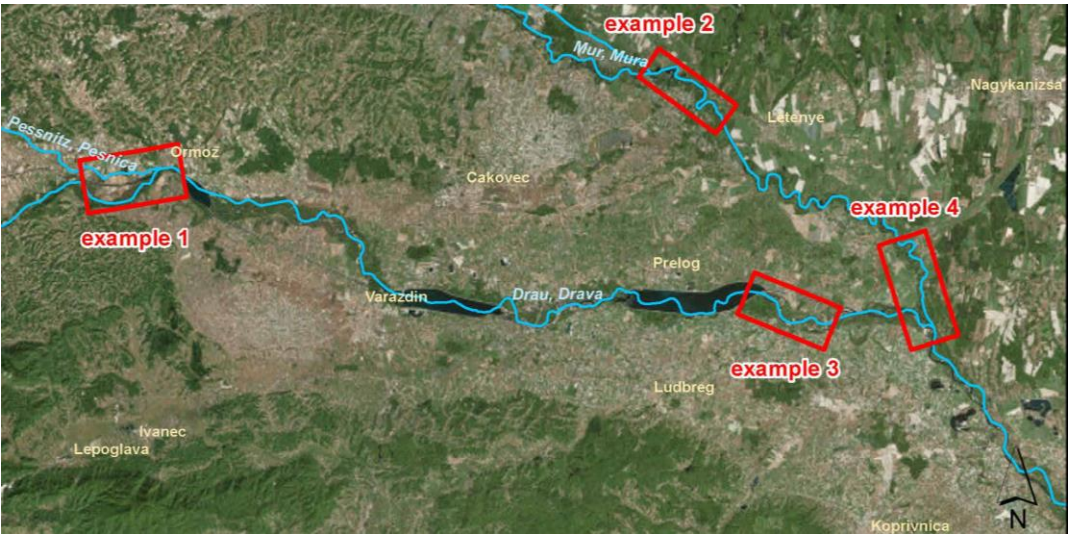 example 2
Mur, Mura
Nagykanizsa
Letenye
Pessnitz, Pesnica
Ormoz
Cakovec
example 1
example 4
Prelog
Varazdin
Drau, Drava
example 3
Ludbreg
Ivanec
Lepoglava
N
Koprivnica